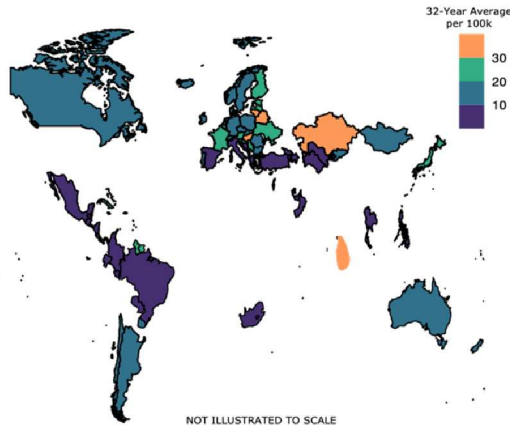 32-Year Average
per 100k
30
20
10
NOT ILLUSTRATED TO SCALE